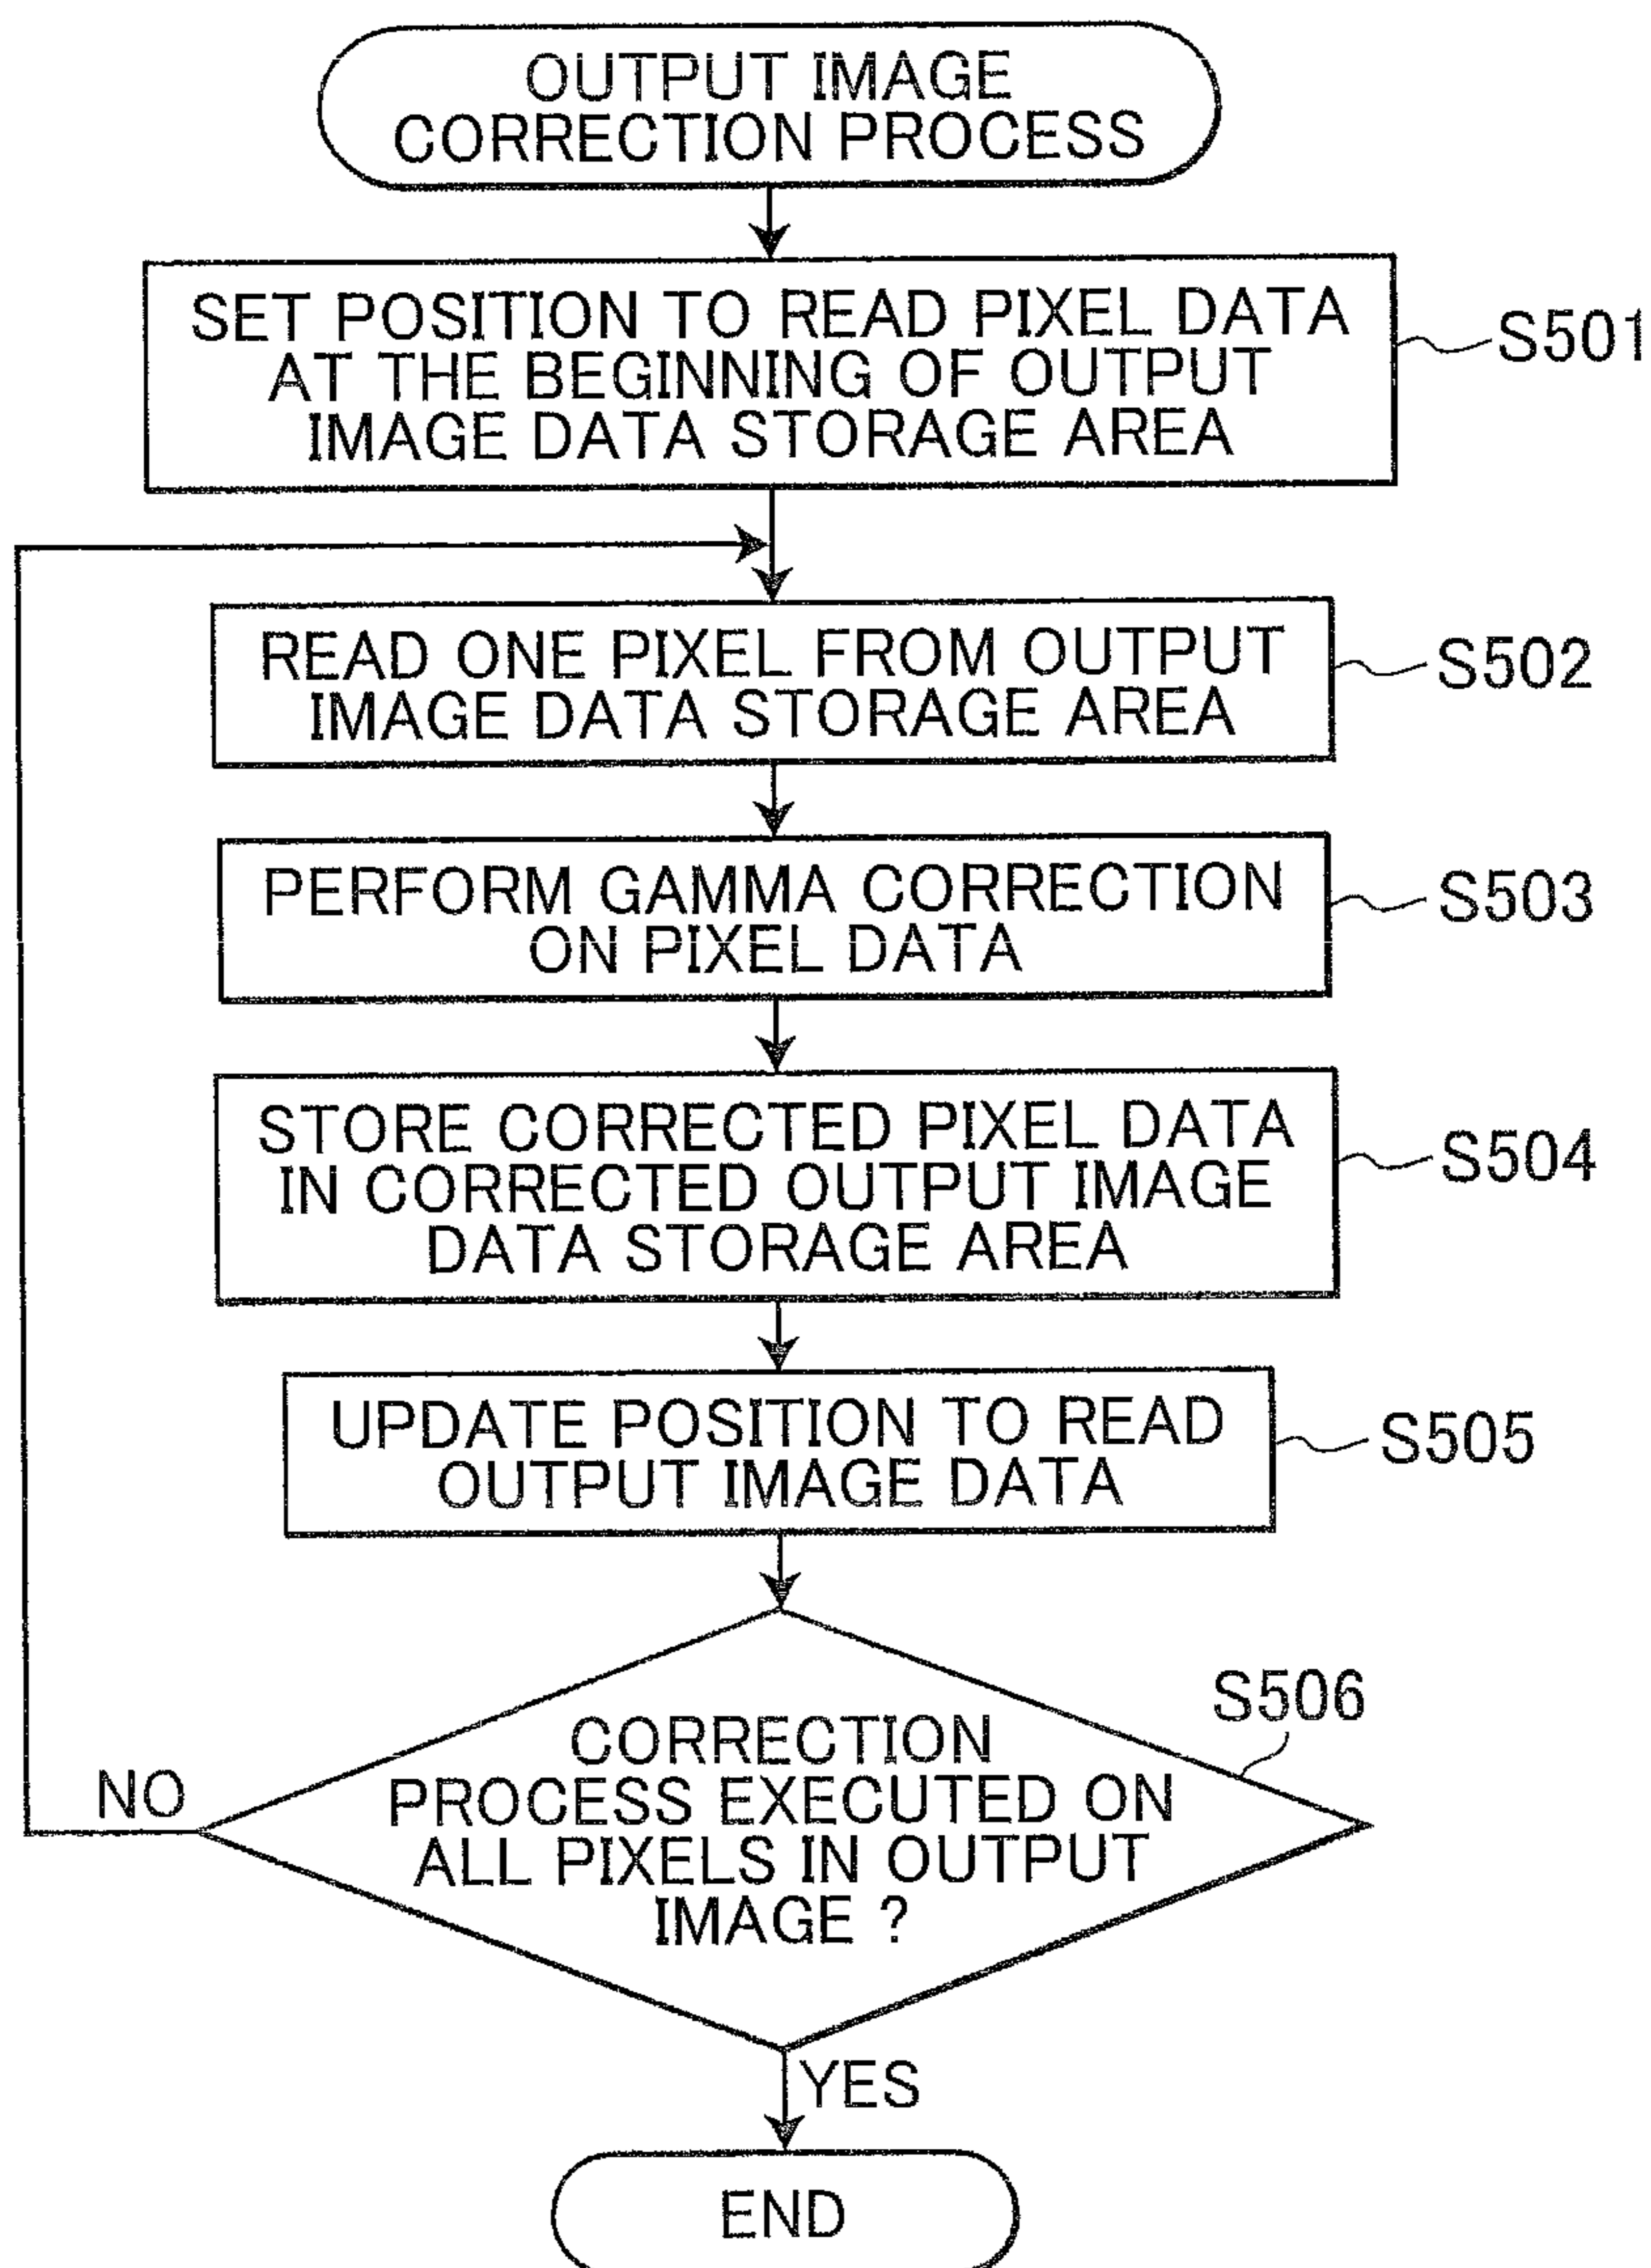 OUTPUT IMAGE
CORRECTION PROCESS
SET POSITION TO READ PIXEL DATA
AT THE BEGINNING OF OUTPUT
IMAGE DATA STORAGE AREA
S501
READ ONE PIXEL FROM OUTPUT
IMAGE DATA STORAGE AREA
S502
PERFORM GAMMA CORRECTION
ON PIXEL DATA
S503
STORE CORRECTED PIXEL DATA
IN CORRECTED OUTPUT IMAGE
DATA STORAGE AREA
S504
UPDATE POSITION TO READ
OUTPUT IMAGE DATA
S505
S506
CORRECTION
PROCESS EXECUTED ON
ALL PIXELS IN OUTPUT
IMAGE ?
NO
YES
END